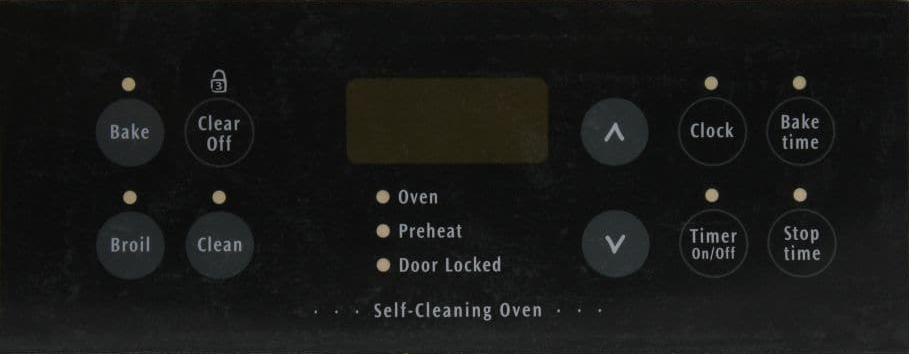 3
Bake
Clear
Off
Broil
Clean
Oven
Preheat
Door Locked
· · · Self-Cleaning Oven · · ·
Clock
Bake
time
Timer
On/Off
Stop
time